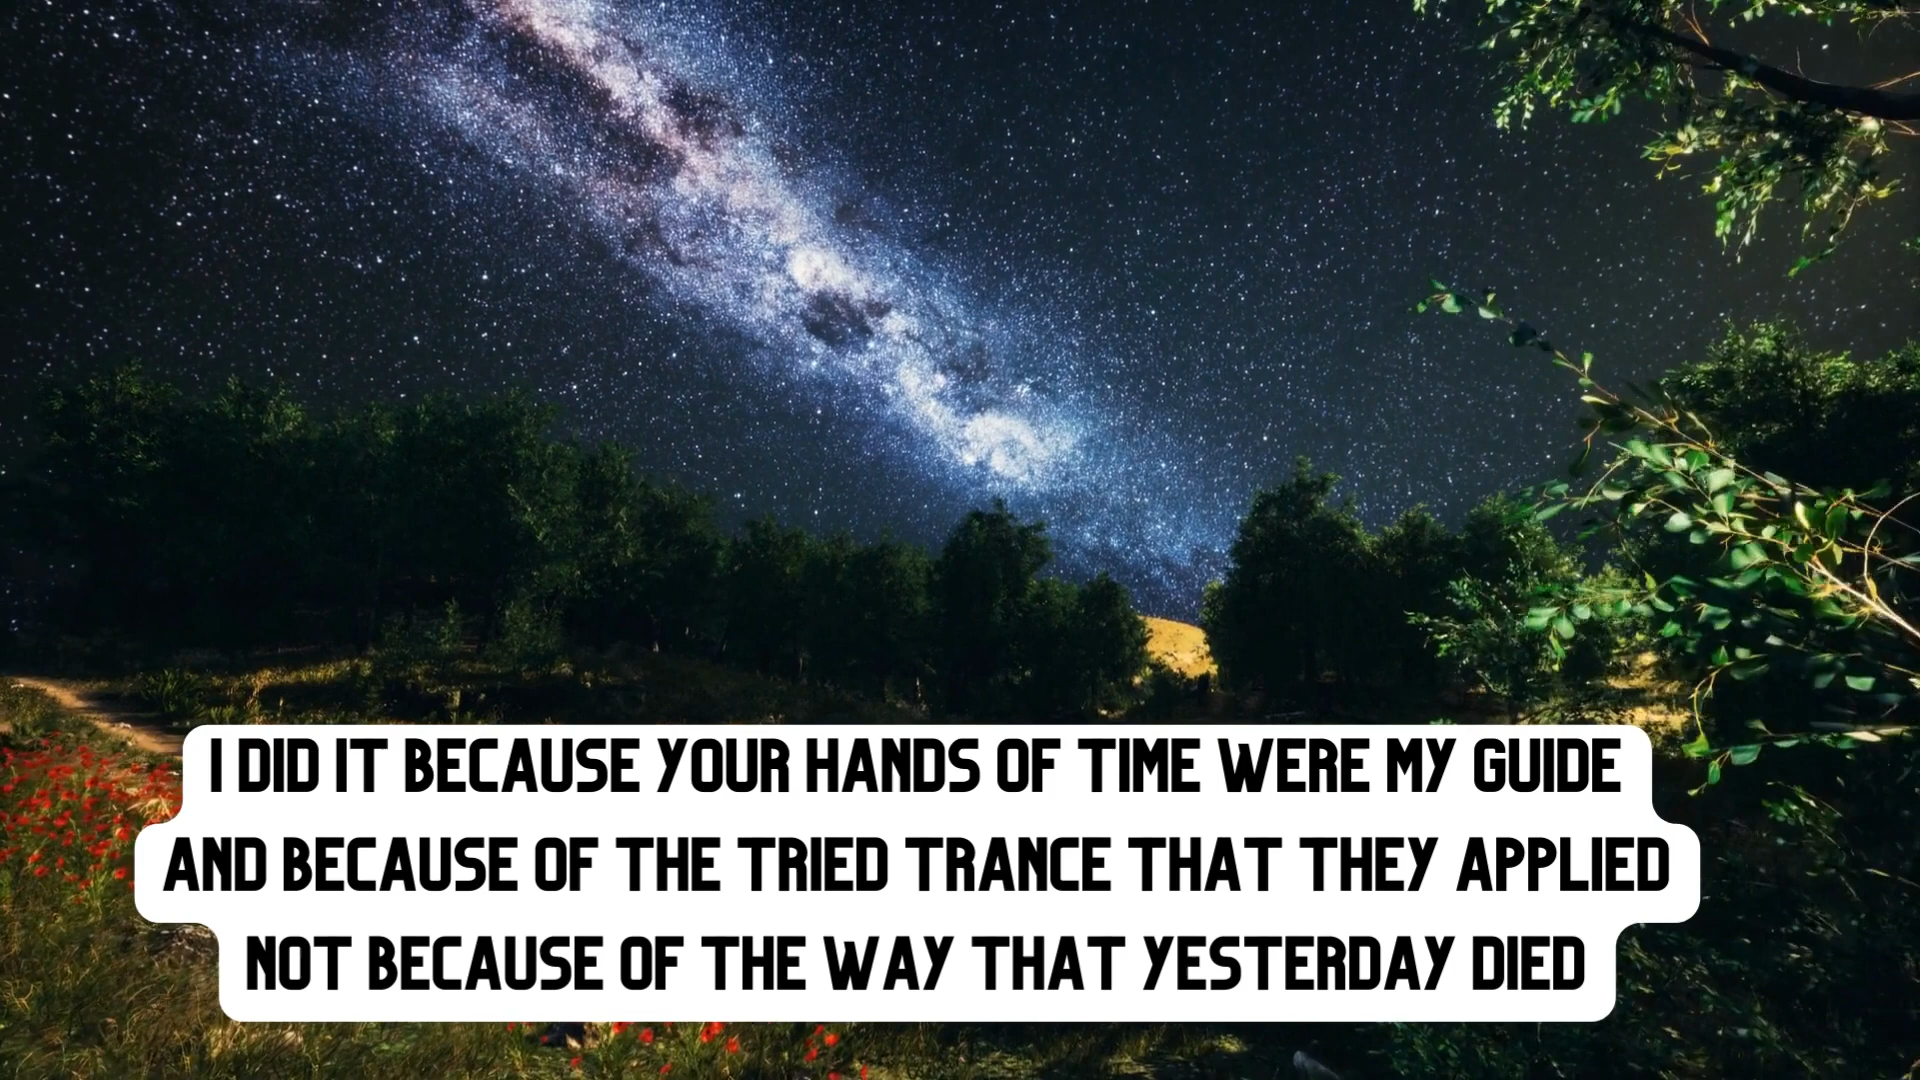 I DID IT BECAUSE YOUR HANDS OF TIME WERE MY GUIDE
AND BECAUSE OF THE TRIED TRANCE THAT THEY APPLIED
NOT BECAUSE OF THE WAY THAT YESTERDAY DIED